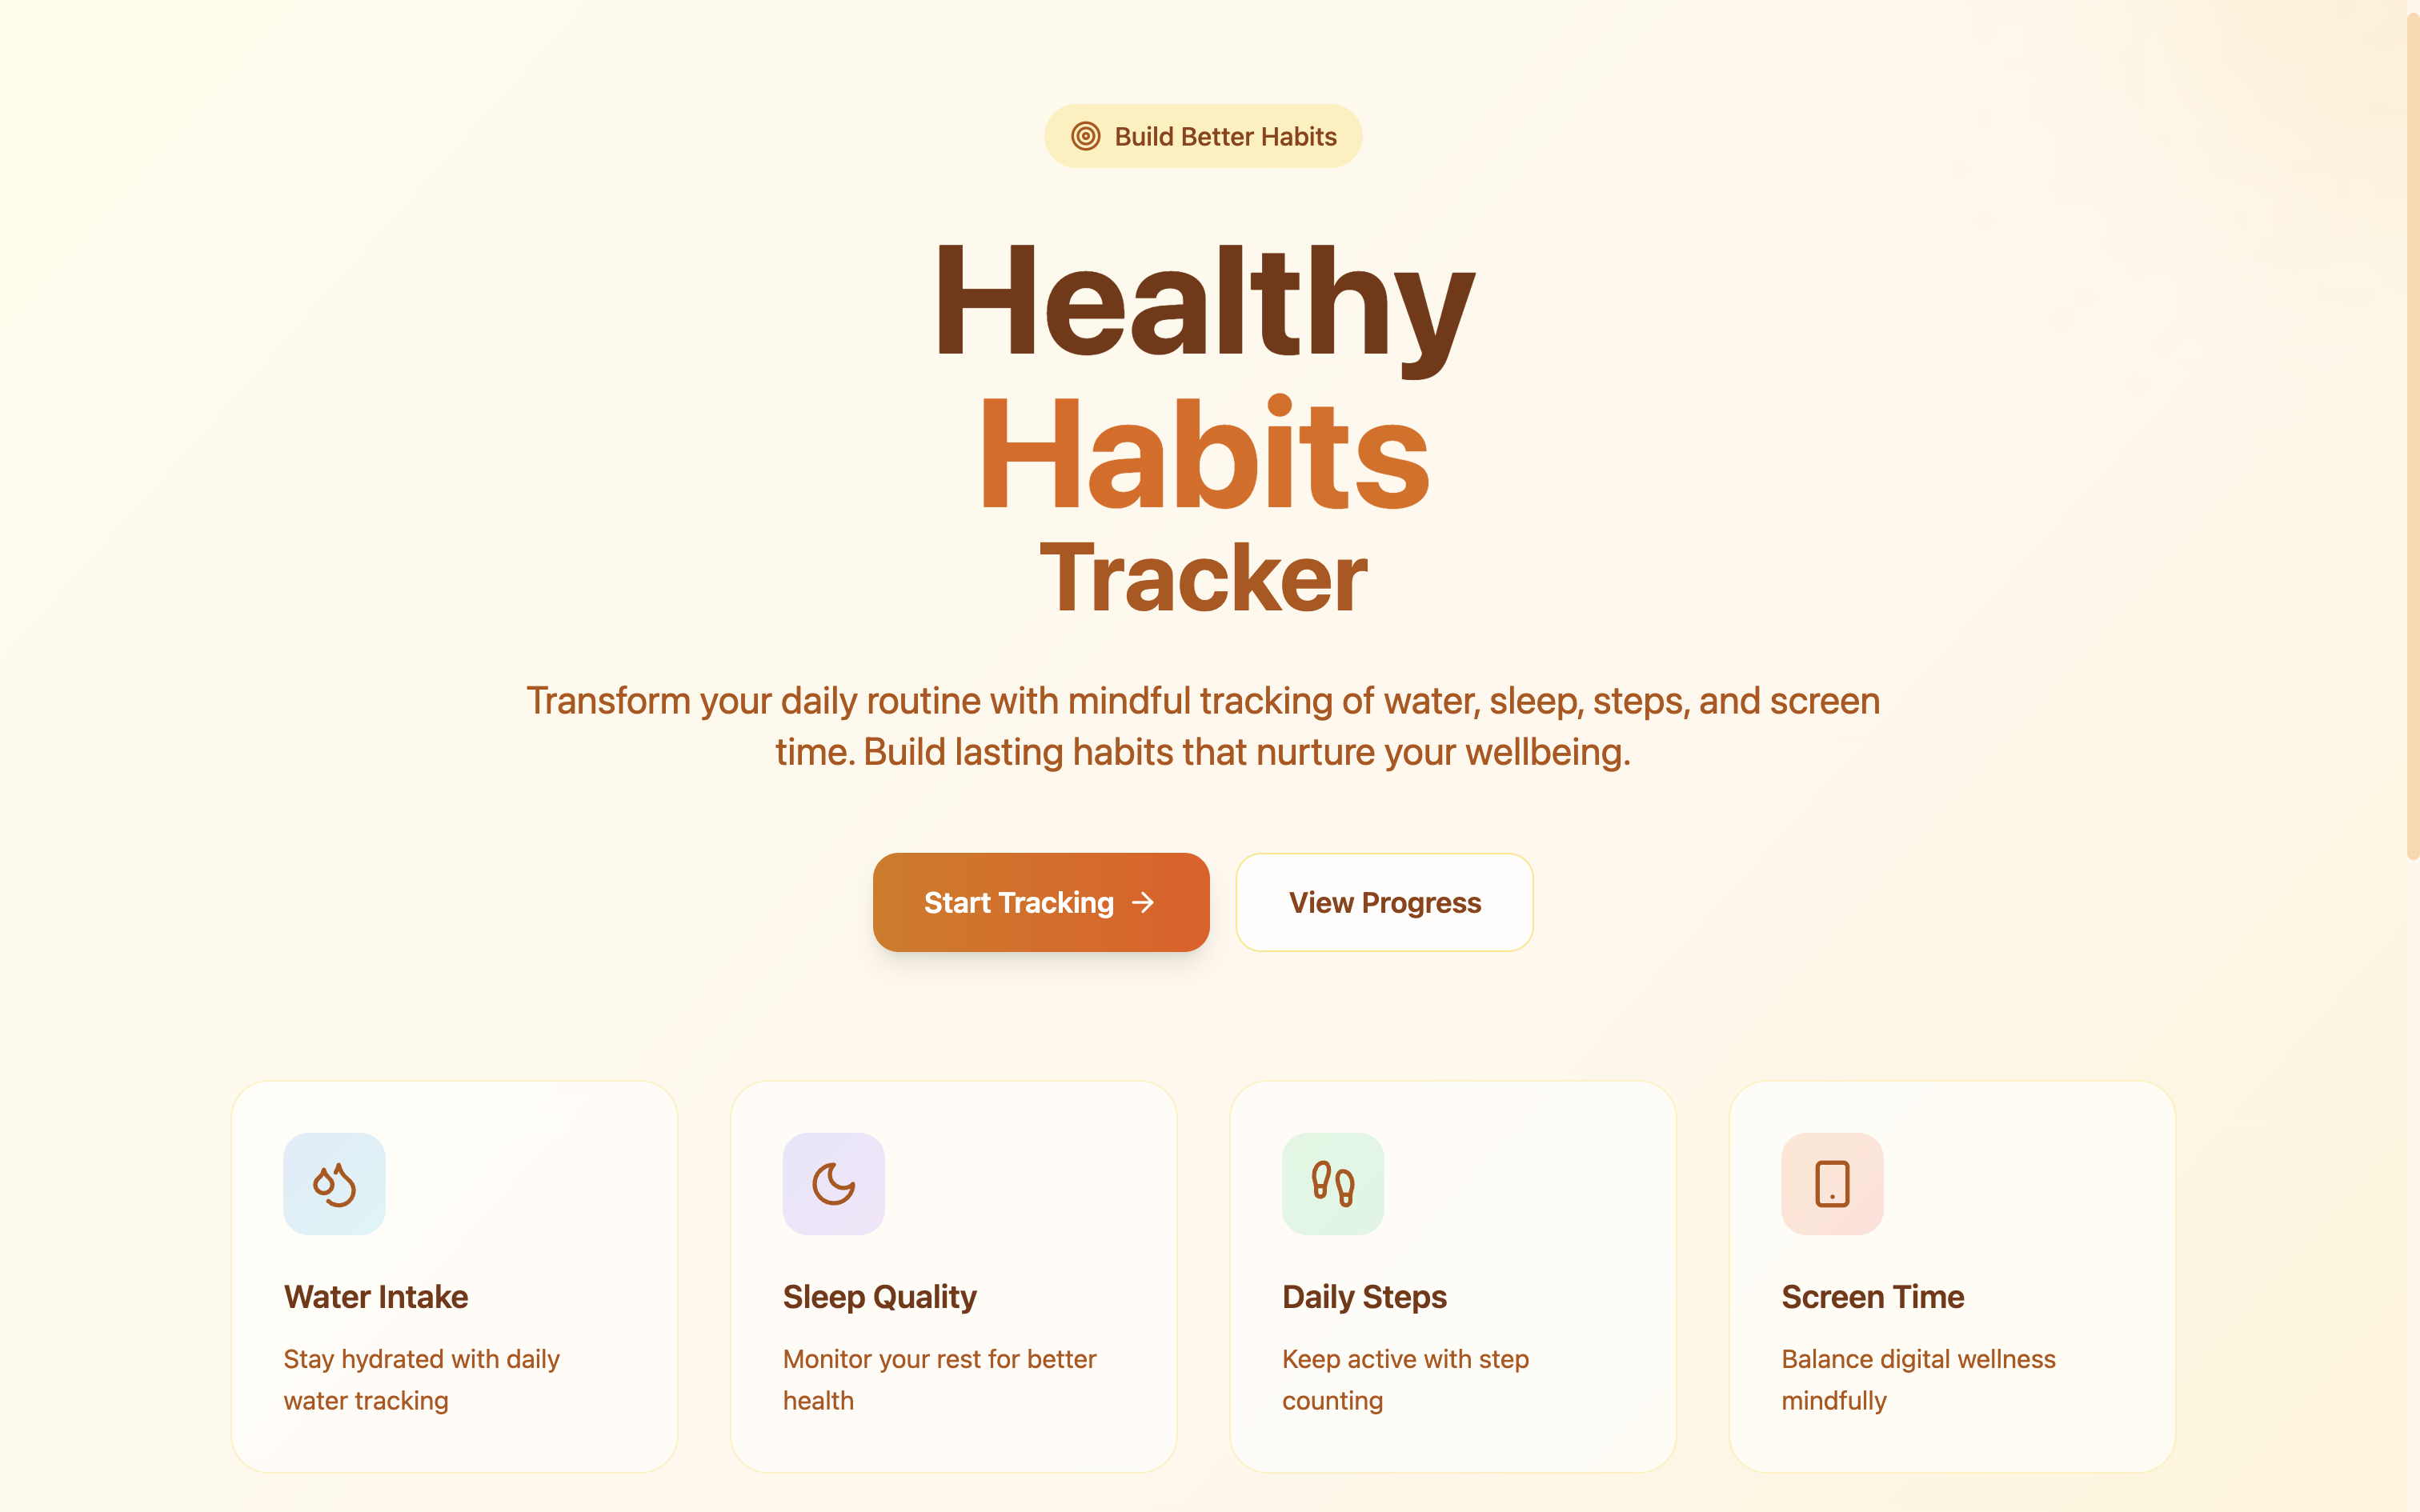 Build Better Habits
Healthy
Habits
Tracker
Transform your daily routine with mindful tracking of water, sleep, steps, and screen
time. Build lasting habits that nurture your wellbeing.
Start Tracking
View Progress
Water Intake
Stay hydrated with daily
water tracking
Sleep Quality
Monitor your rest for better
health
Daily Steps
Keep active with step
counting
Screen Time
Balance digital wellness
mindfully